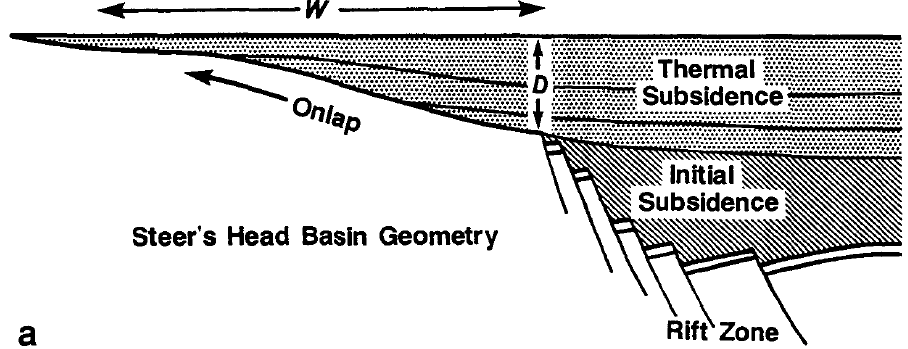 W
D
Thermal
Subsidence
Onlap
Initial
Subsidence
Steer's Head Basin Geometry
a
Rift Zone